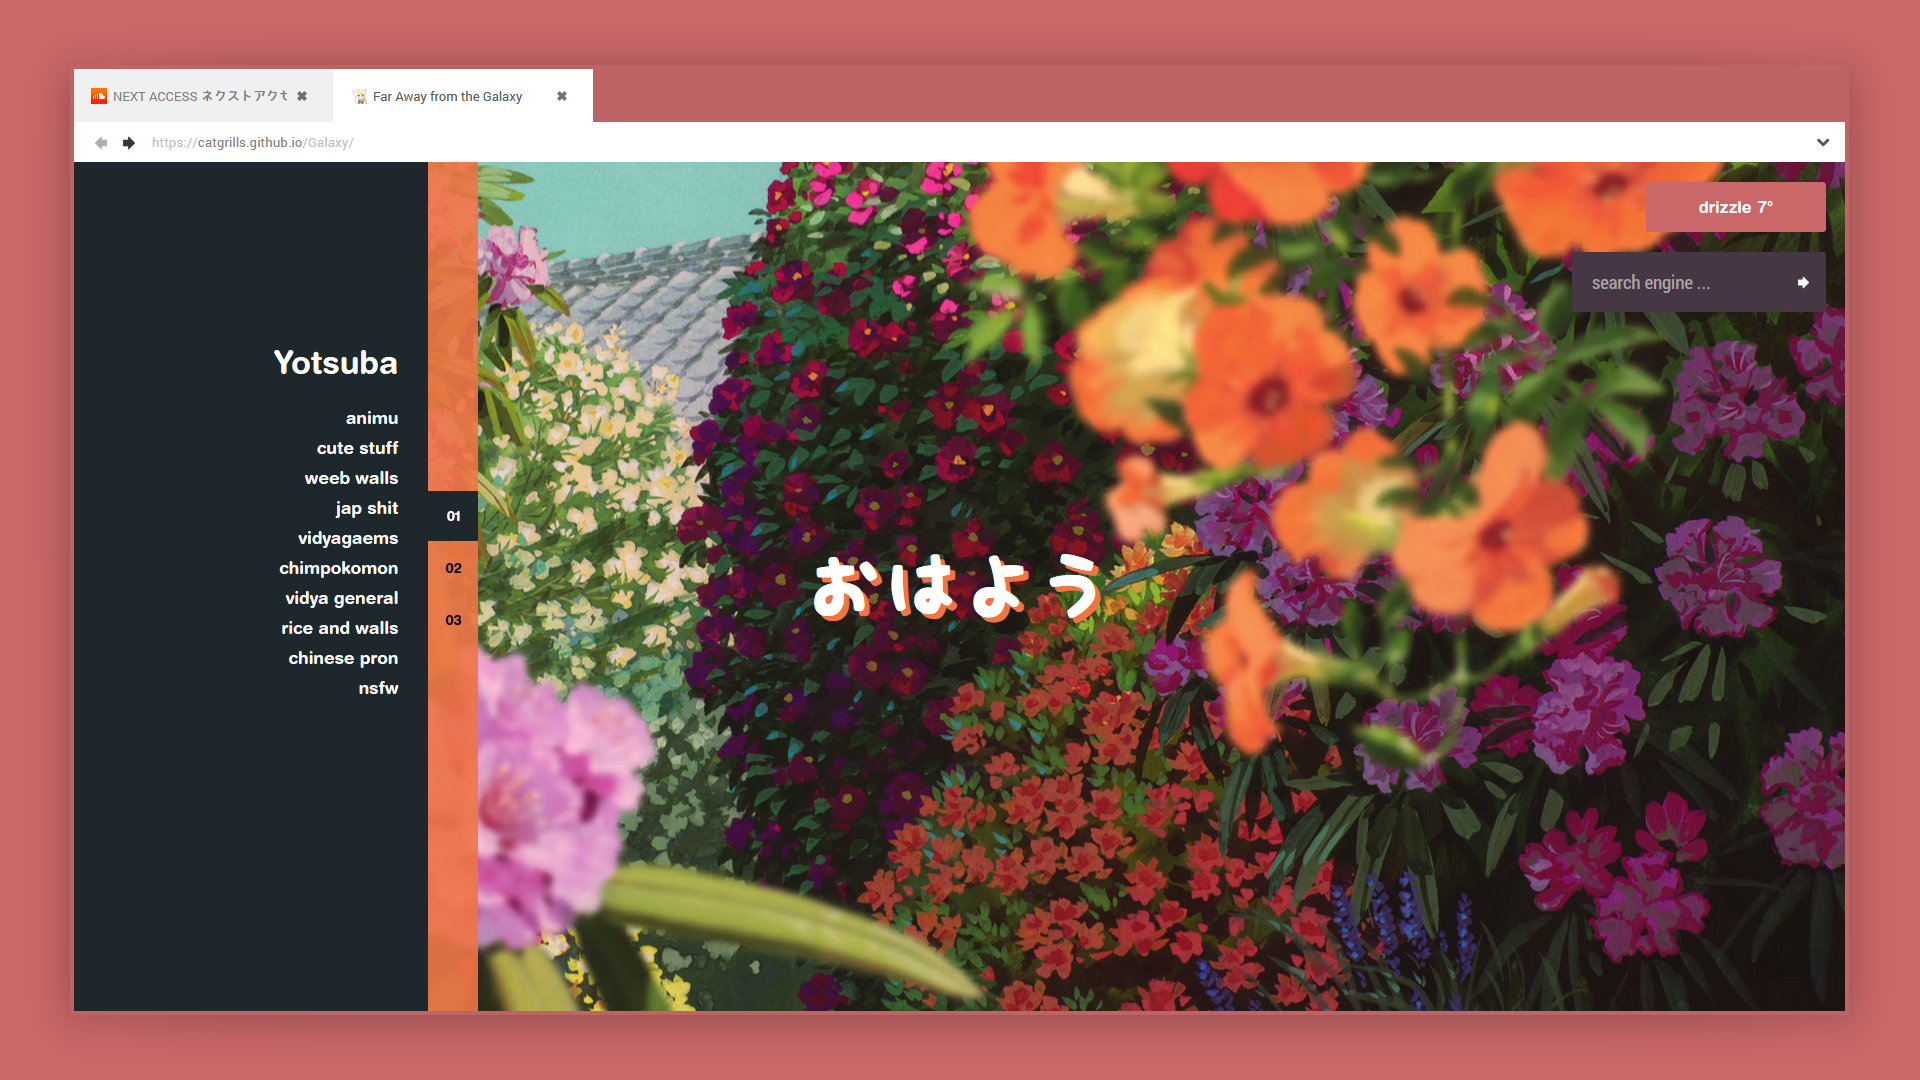 NEXT ACCESS ネクストアクセ
Far Away from the Galaxy
https://catgrills.github.io/Galaxy/
drizzle 7°
search engine ...
Yotsuba
animu
cute stuff
weeb walls
jap shit
vidyagaems
chimpokomon
vidya general
rice and walls
chinese pron
nsfw
01
02
03
おはよう